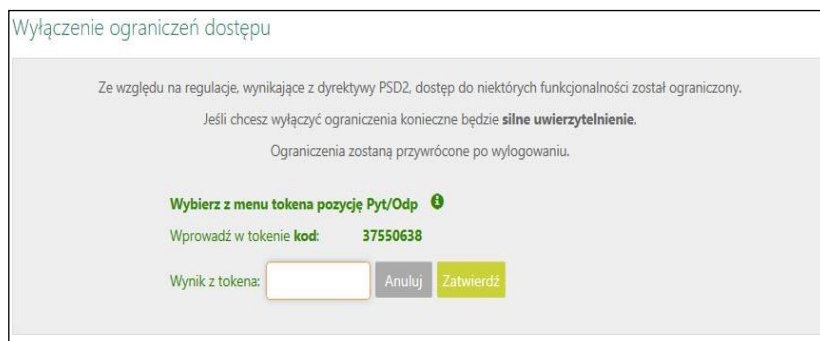 Wyłączenie ograniczeń dostępu
Ze względu na regulacje, wynikające z dyrektywy PSD2, dostęp do niektórych funkcjonalności został ograniczony.
Jeśli chcesz wyłączyć ograniczenia konieczne będzie silne uwierzytelnienie.
Ograniczenia zostaną przywrócone po wylogowaniu.
Wybierz z menu tokena pozycję Pyt/Odp i
Wprowadź w tokenie kod: 37550638
Wynik z tokena: Anuluj Zatwierdź